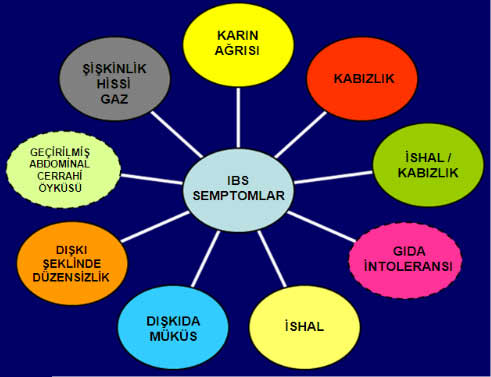 KARIN
AĞRISI
KABIZLIK
İSHAL /
KABIZLIK
GIDA
İNTOLERANSI
İSHAL
DIŞKIDA
MÜKÜS
DIŞKI
ŞEKLİNDE
DÜZENSİZLİK
GEÇİRİLMİŞ
ABDOMİNAL
CERRAHİ
ÖYKÜSÜ
ŞİŞKİNLİK
HİSSİ
GAZ
IBS
SEMPTOMLAR